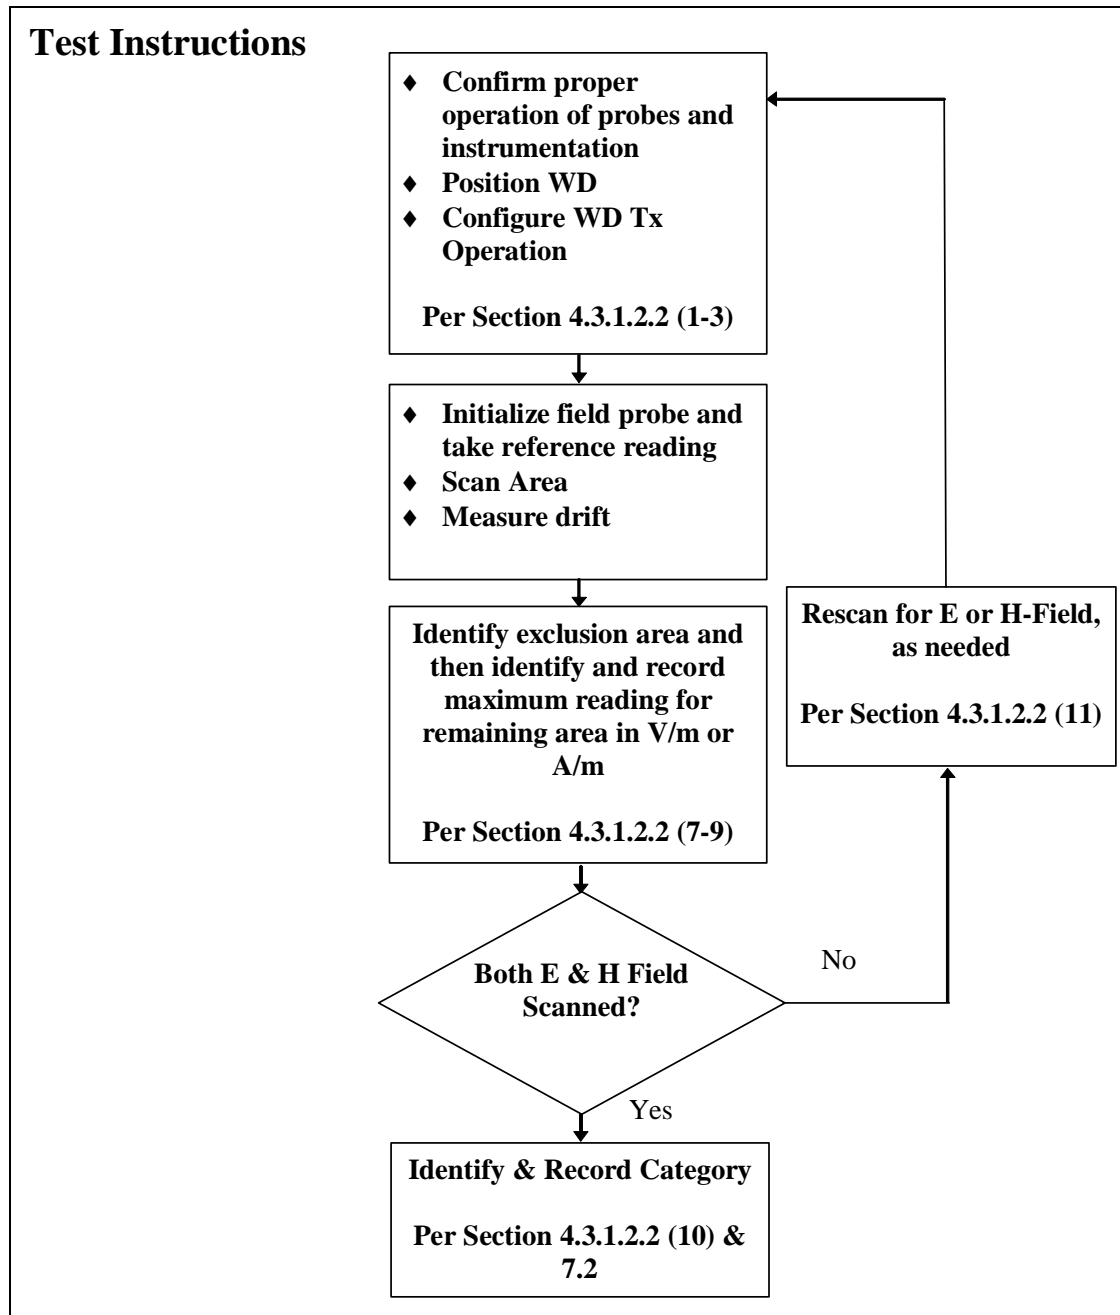 Test Instructions
♦ Confirm proper
operation of probes and
instrumentation
♦ Position WD
♦ Configure WD Tx
Operation
Per Section 4.3.1.2.2 (1-3)
♦ Initialize field probe and
take reference reading
♦ Scan Area
♦ Measure drift
Identify exclusion area and
then identify and record
maximum reading for
remaining area in V/m or
A/m
Per Section 4.3.1.2.2 (7-9)
Rescan for E or H-Field,
as needed
Per Section 4.3.1.2.2 (11)
Both E & H Field
Scanned?
No
Yes
Identify & Record Category
Per Section 4.3.1.2.2 (10) &
7.2